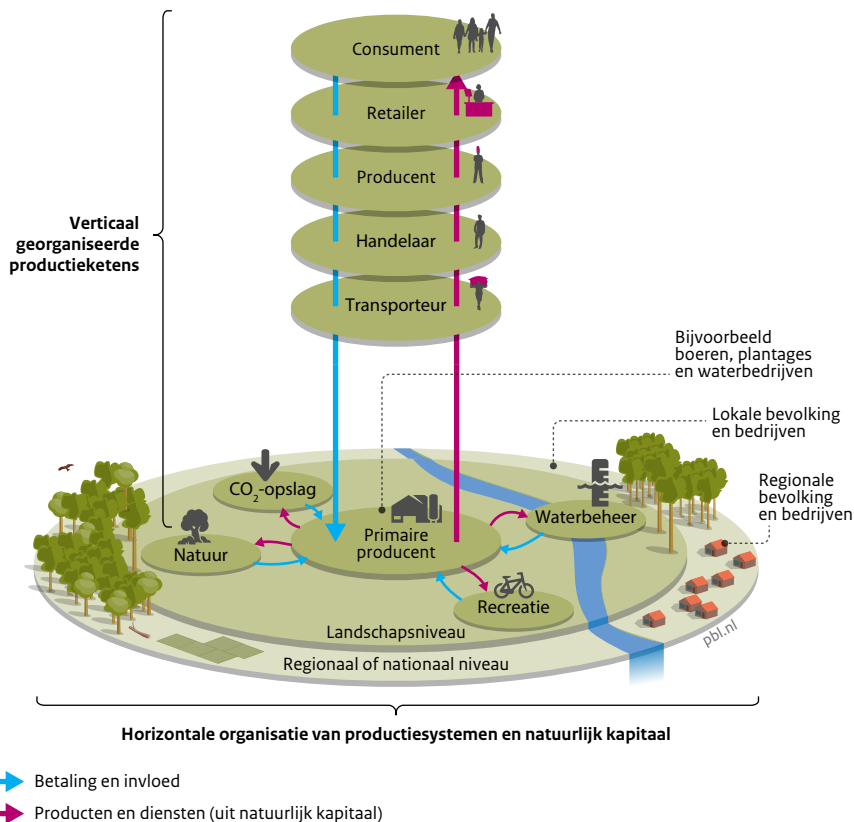 Consument
Retailer
Producent
Verticaal
georganiseerde
productieketens
Handelaar
Transporteur
Bijvoorbeeld
boeren, plantages
en waterbedrijven
Lokale bevolking
en bedrijven
Regionale
bevolking
en bedrijven
CO₂-opslag
Waterbeheer
Natuur
Primaire
producent
Recreatie
Landschapsniveau
pbl.nl
Regionaal of nationaal niveau
Horizontale organisatie van productiesystemen en natuurlijk kapitaal
Betaling en invloed
Producten en diensten (uit natuurlijk kapitaal)